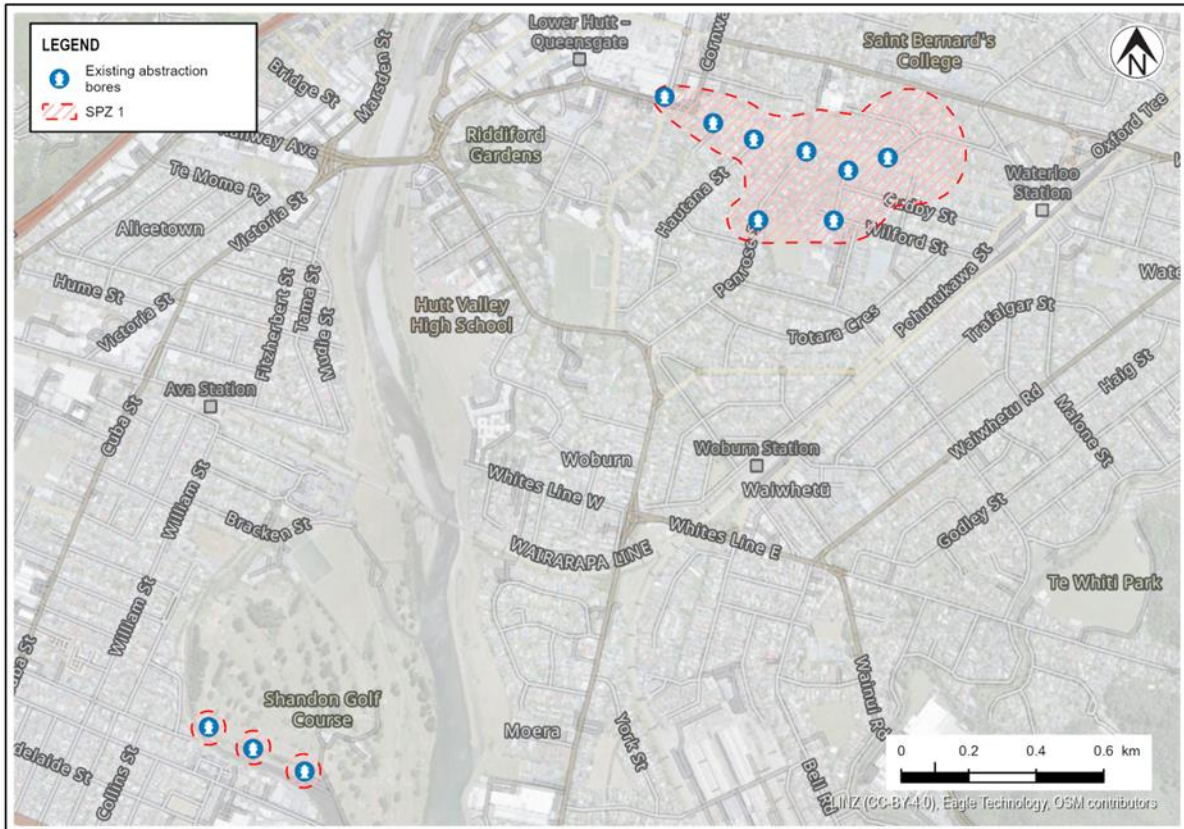 LEGEND
Existing abstraction
bores
SPZ 1
Lower Hutt –
Queensgate
Cornwa
Saint Bernard's
College
N
Bridge St
Marsden St
Railway Ave
Riddiford
Gardens
Oxford Tce
Te Mome Rd
Waterloo
Station
Alicetown
Victoria St
Hautana St
Wilford St
Hume St
Victoria St
Fitzherbert St
Tama St
Mudie St
Hutt Valley
High School
Penrose S
Pohutukawa St
Wate
Totara Cres
Trafalgar St
Ava Station
Haig St
Cuba St
Waiwhetu Rd
Malone St
Woburn
Woburn Station
Waiwhetū
William St
Whites Line W
Godley St
Bracken St
Whites Line E
WAIRARAPA LINE
William St
Te Whiti Park
uba St
Wainui Rd
Shandon Golf
Course
Moera
York St
delaide St
Collins St
Bell Rd
0 0.2 0.4 0.6 km
LINZ (CC-BY-4.0), Eagle Technology, OSM contributors